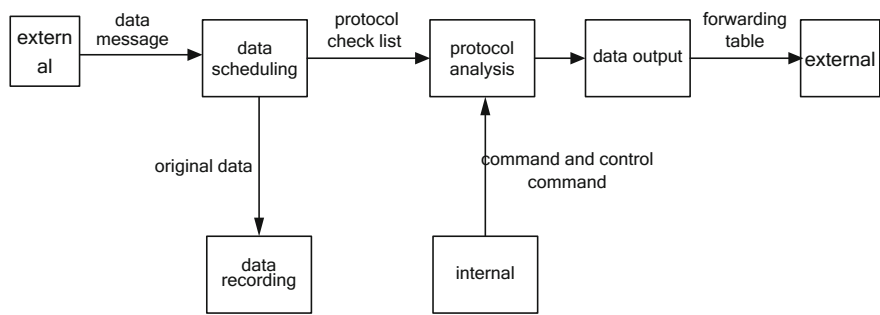 extern
al
data
message
data
scheduling
protocol
check list
protocol
analysis
data output
forwarding
table
external
original data
command and control
command
data
recording
internal